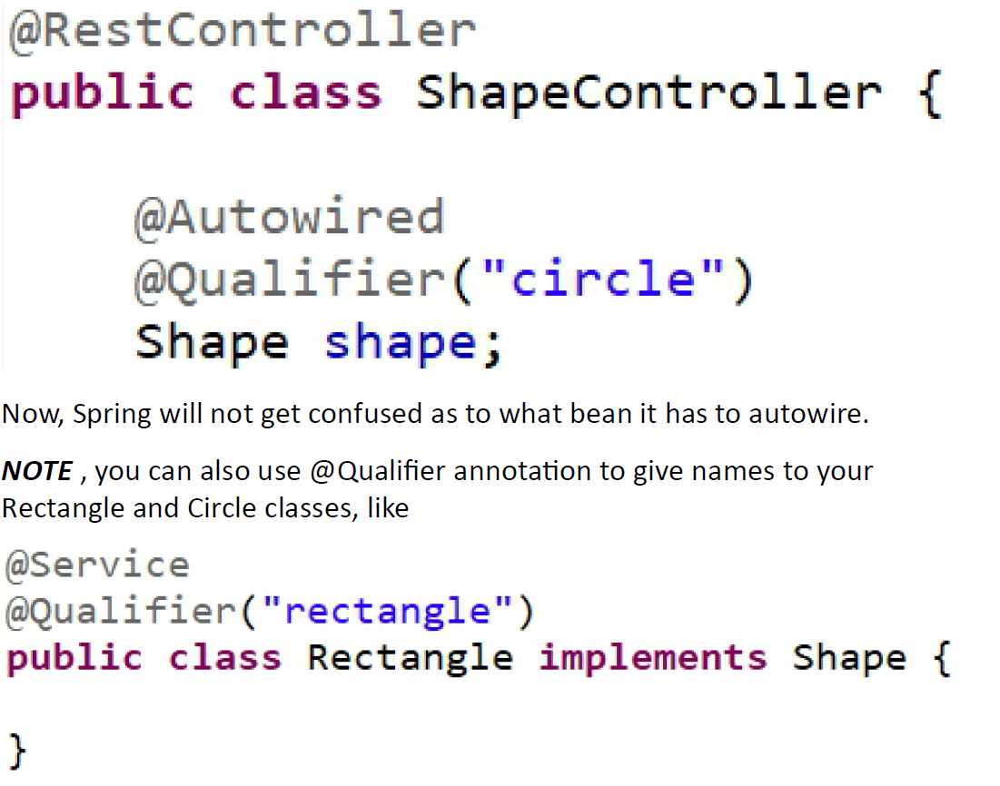 @RestController
public class ShapeController {
@Autowired
@Qualifier("circle")
Shape shape;
Now, Spring will not get confused as to what bean it has to autowire.
NOTE , you can also use @Qualifier annotation to give names to your
Rectangle and Circle classes, like
@Service
@Qualifier("rectangle")
public class Rectangle implements Shape {
}